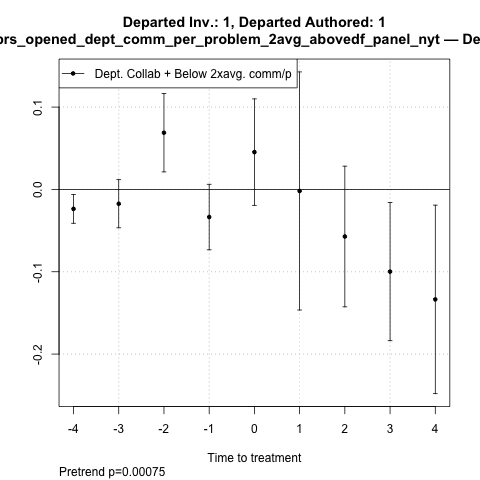 Departed Inv.: 1, Departed Authored: 1
prs_opened_dept_comm_per_problem_2avg_abovedf_panel_nyt — De
Dept. Collab + Below 2xavg. comm/p
0.1
0.0
-0.1
-0.2
-4 -3 -2 -1 0 1 2 3 4
Time to treatment
Pretrend p=0.00075